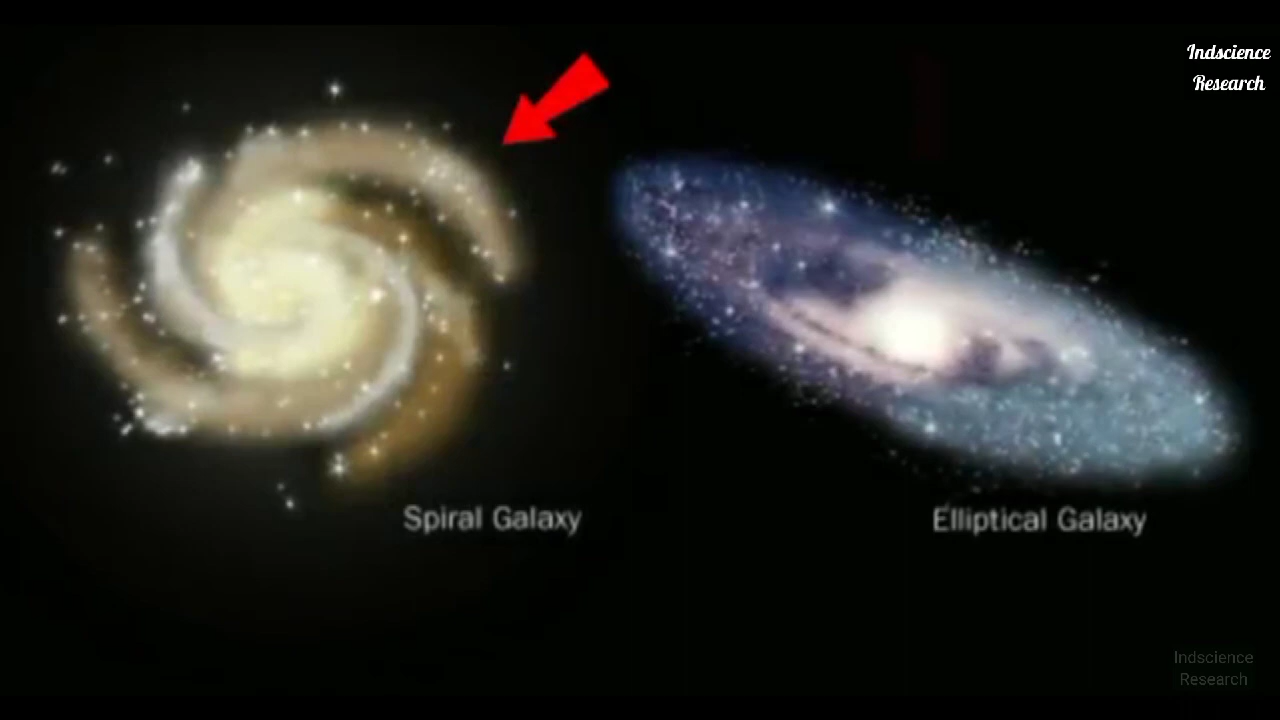 Indscience
Research
Spiral Galaxy
Elliptical Galaxy
Indscience
Research